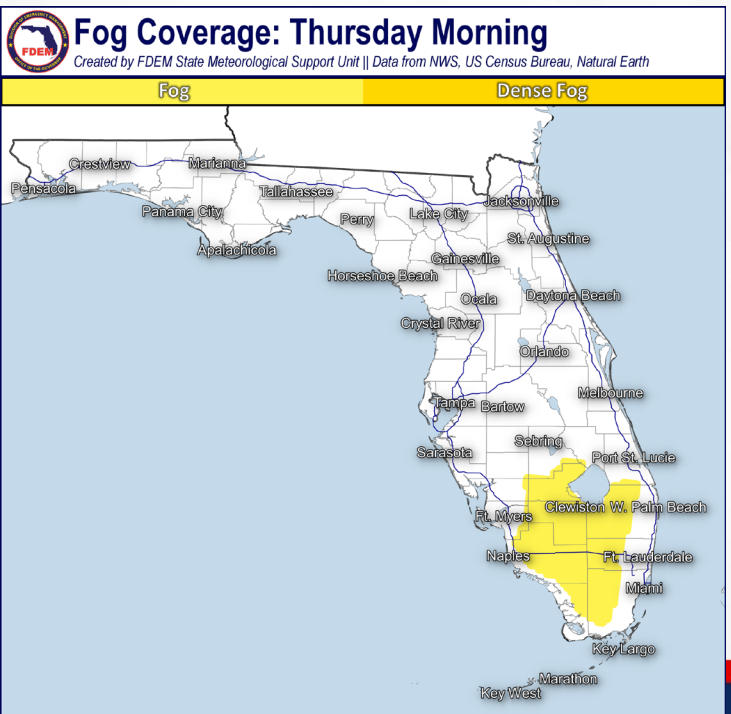 FDEM
Fog Coverage: Thursday Morning
Created by FDEM State Meteorological Support Unit || Data from NWS, US Census Bureau, Natural Earth
Fog
Dense Fog
Crestview
Marianna
Pensacola
Tallahassee
Jacksonville
Panama City
Perry
Lake City
Apalachicola
St. Augustine
Gainesville
Horseshoe Beach
Ocala
Daytona Beach
Crystal River
Orlando
Melbourne
Tampa
Bartow
Sebring
Sarasota
Port St. Lucie
Clewiston
W. Palm Beach
Ft. Myers
Naples
Ft. Lauderdale
Miami
Key Largo
Marathon
Key West